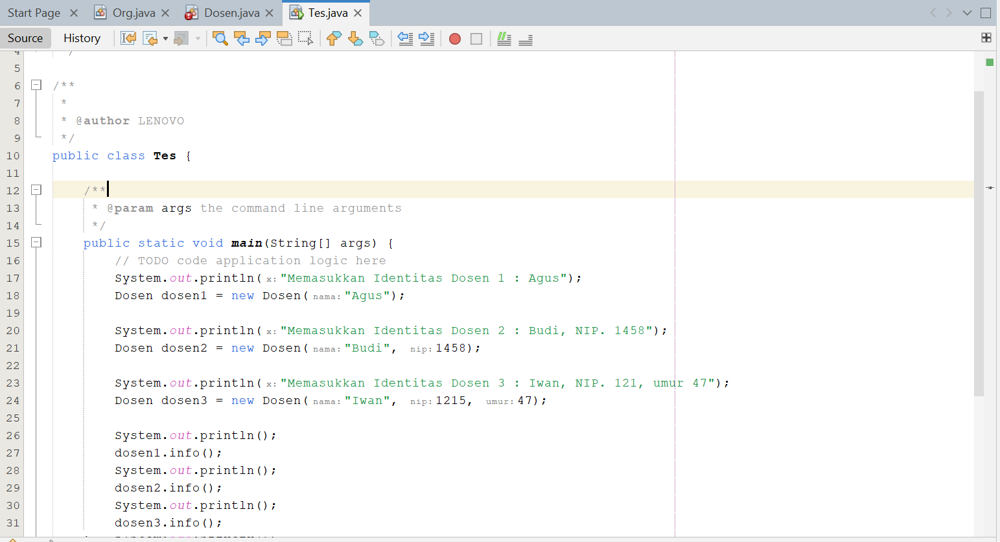 Start Page Org.java Dosen.java Tes.java
Source History
4 */
5
6 /**
7 *
8 * @author LENOVO
9 */
10 public class Tes {
11
12 /**
13 * @param args the command line arguments
14 */
15 public static void main(String[] args) {
16 // TODO code application logic here
17 System.out.println( x: "Memasukkan Identitas Dosen 1 : Agus");
18 Dosen dosen1 = new Dosen( nama: "Agus");
19
20 System.out.println( x: "Memasukkan Identitas Dosen 2 : Budi, NIP. 1458");
21 Dosen dosen2 = new Dosen( nama: "Budi", nip: 1458);
22
23 System.out.println( x: "Memasukkan Identitas Dosen 3 : Iwan, NIP. 121, umur 47");
24 Dosen dosen3 = new Dosen( nama: "Iwan", nip: 1215, umur: 47);
25
26 System.out.println();
27 dosen1.info();
28 System.out.println();
29 dosen2.info();
30 System.out.println();
31 dosen3.info();